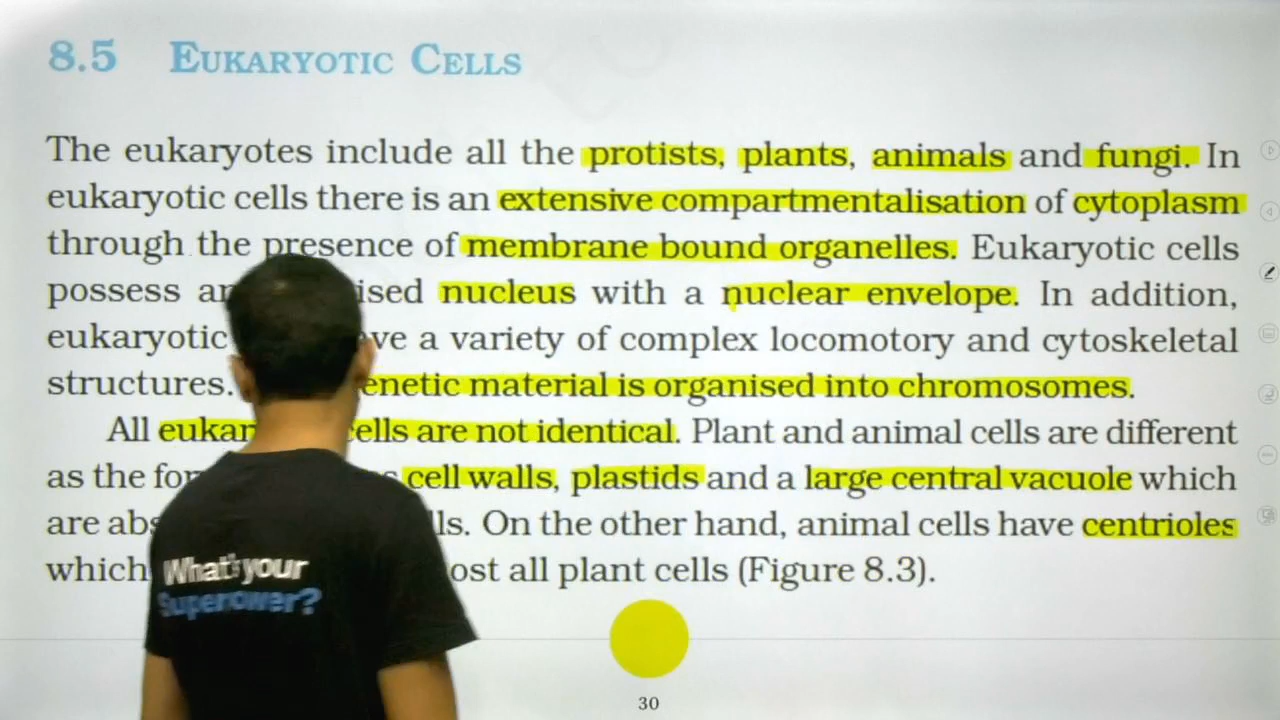 8.5 EUKARYOTIC CELLS
The eukaryotes include all the protists, plants, animals and fungi. In
eukaryotic cells there is an extensive compartmentalisation of cytoplasm
through the presence of membrane bound organelles. Eukaryotic cells
possess an ised nucleus with a nuclear envelope. In addition,
eukaryotic ve a variety of complex locomotory and cytoskeletal
structures. enetic material is organised into chromosomes.
All eukar ells are not identical. Plant and animal cells are different
as the for cell walls, plastids and a large central vacuole which
are abs ls. On the other hand, animal cells have centrioles
which ost all plant cells (Figure 8.3).
What's your
Superpower?
30